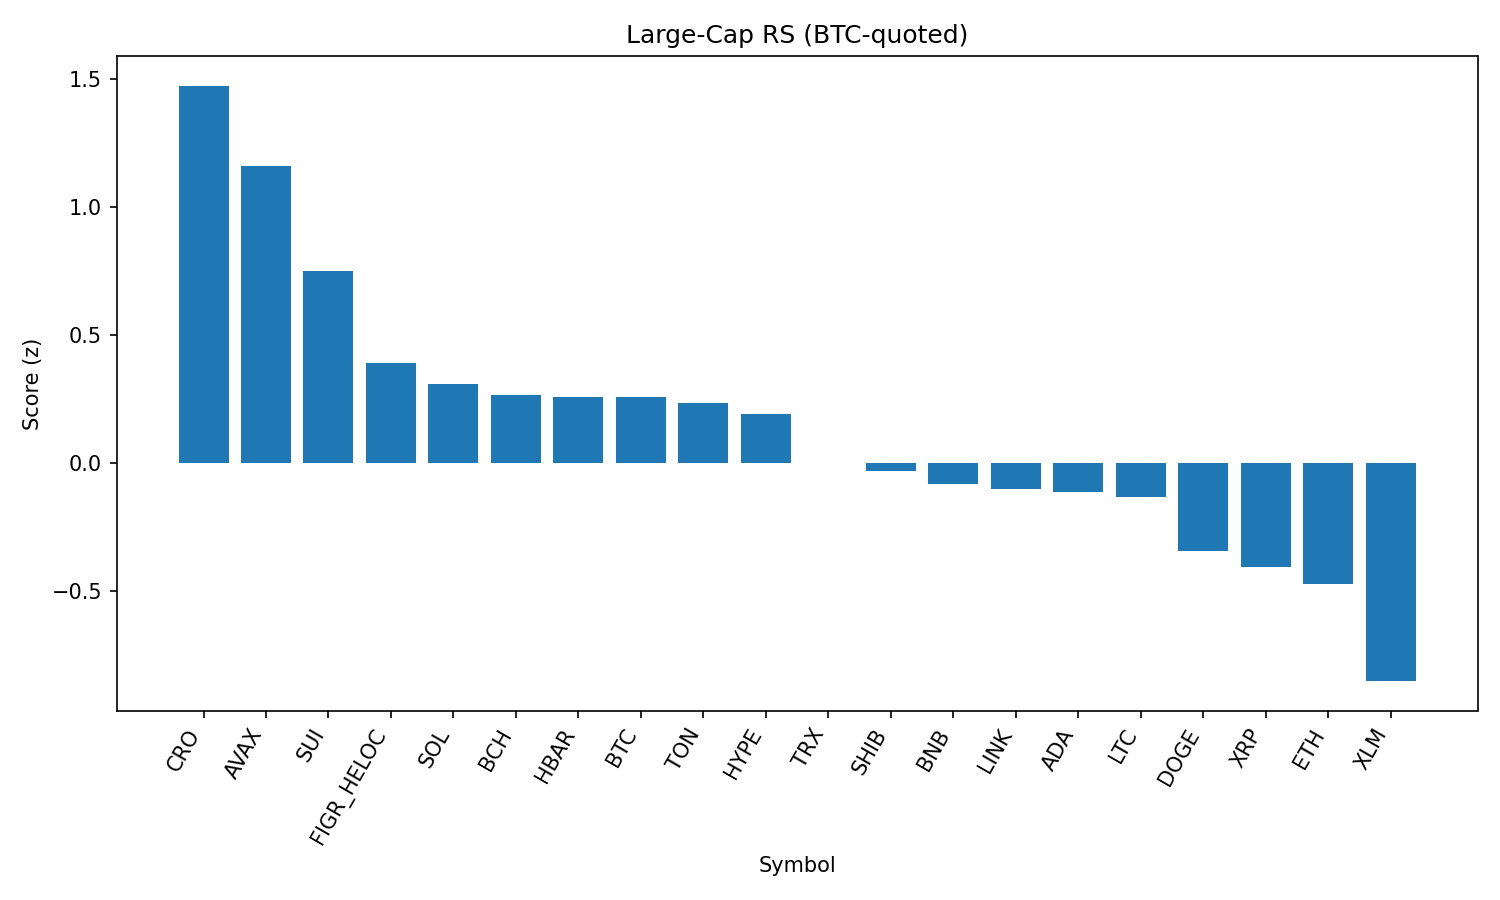 Large-Cap RS (BTC-quoted)
Score (z)
1.5
1.0
0.5
0.0
−0.5
CRO
AVAX
SUI
FIGR_HELOC
SOL
BCH
HBAR
BTC
TON
HYPE
TRX
SHIB
BNB
LINK
ADA
LTC
DOGE
XRP
ETH
XLM
Symbol